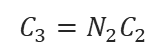 C₃ = N₂C₂